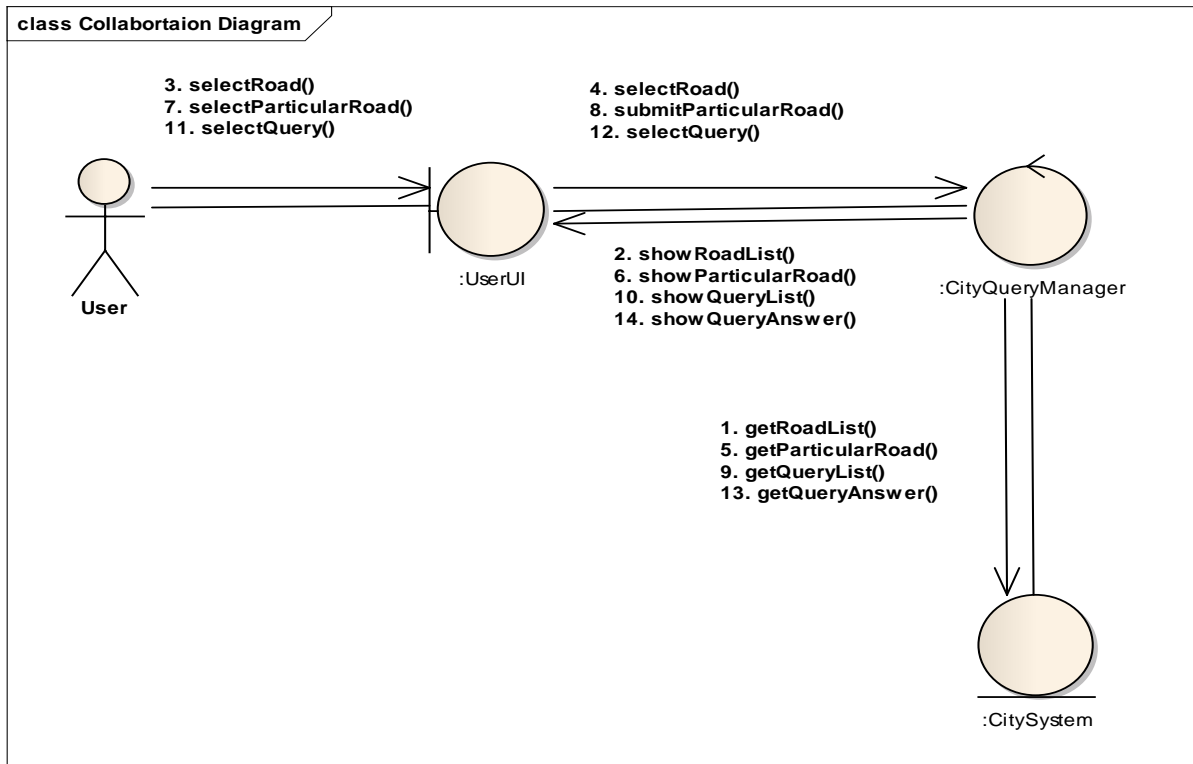 class Collabortaion Diagram
3. selectRoad()
7. selectParticularRoad()
11. selectQuery()
4. selectRoad()
8. submitParticularRoad()
12. selectQuery()
:UserUI
2. showRoadList()
6. showParticularRoad()
10. showQueryList()
14. showQueryAnswer()
:CityQueryManager
User
1. getRoadList()
5. getParticularRoad()
9. getQueryList()
13. getQueryAnswer()
:CitySystem